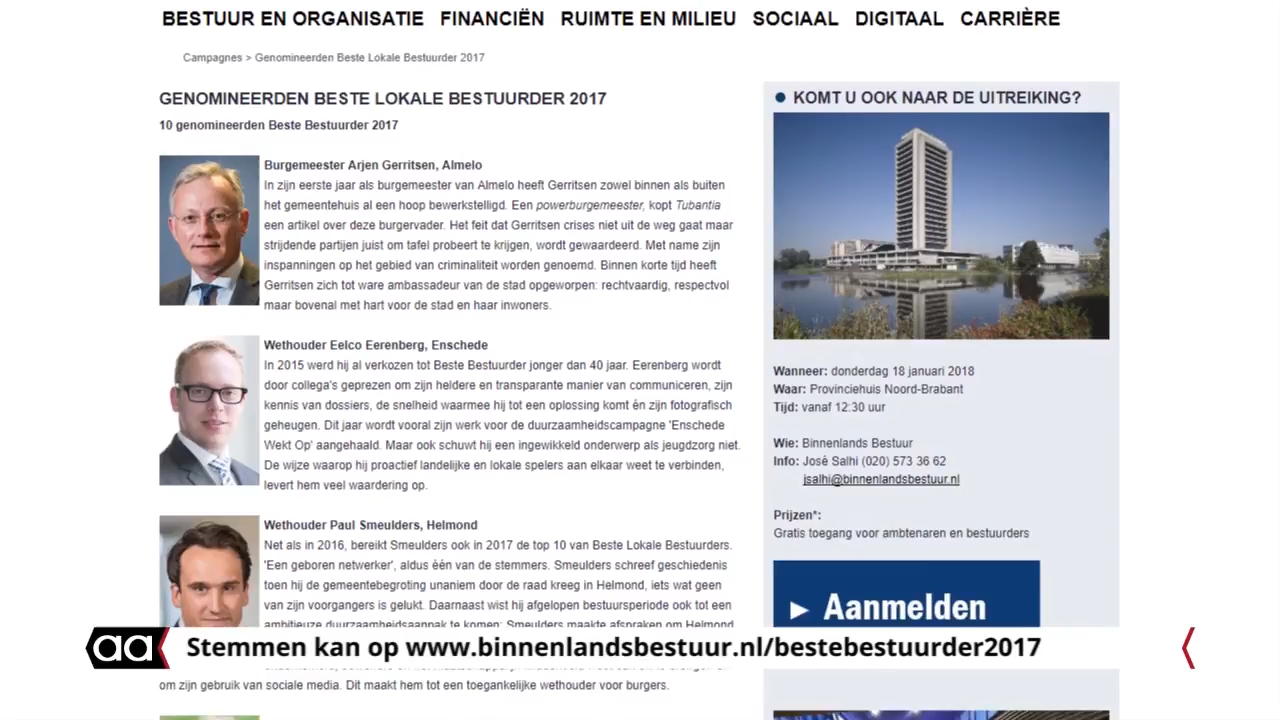 BESTUUR EN ORGANISATIE FINANCIËN RUIMTE EN MILIEU SOCIAAL DIGITAAL CARRIÈRE
Campagnes > Genomineerden Beste Lokale Bestuurder 2017
GENOMINEERDEN BESTE LOKALE BESTUURDER 2017
10 genomineerden Beste Bestuurder 2017
Burgemeester Arjen Gerritsen, Almelo
In zijn eerste jaar als burgemeester van Almelo heeft Gerritsen zowel binnen als buiten
het gemeentehuis al een hoop bewerkstelligd. Een powerburgemeester, kopt Tubantia
een artikel over deze burgervader. Het feit dat Gerritsen crises niet uit de weg gaat maar
strijdende partijen juist om tafel probeert te krijgen, wordt gewaardeerd. Met name zijn
inspanningen op het gebied van criminaliteit worden genoemd. Binnen korte tijd heeft
Gerritsen zich tot ware ambassadeur van de stad opgeworpen: rechtvaardig, respectvol
maar bovenal met hart voor de stad en haar inwoners.
Wethouder Eelco Eerenberg, Enschede
In 2015 werd hij al verkozen tot Beste Bestuurder jonger dan 40 jaar. Eerenberg wordt
door collega's geprezen om zijn heldere en transparante manier van communiceren, zijn
kennis van dossiers, de snelheid waarmee hij tot een oplossing komt én zijn fotografisch
geheugen. Dit jaar wordt vooral zijn werk voor de duurzaamheidscampagne 'Enschede
Wekt Op' aangehaald. Maar ook schuwt hij een ingewikkeld onderwerp als jeugdzorg niet.
De wijze waarop hij proactief landelijke en lokale spelers aan elkaar weet te verbinden,
levert hem veel waardering op.
Wethouder Paul Smeulders, Helmond
Net als in 2016, bereikt Smeulders ook in 2017 de top 10 van Beste Lokale Bestuurders.
'Een geboren netwerker', aldus één van de stemmers. Smeulders schreef geschiedenis
toen hij de gemeentebegroting unaniem door de raad kreeg in Helmond, iets wat geen
van zijn voorgangers is gelukt. Daarnaast wist hij afgelopen bestuursperiode ook tot een
ambitieuze duurzaamheidsaanpak te komen: Smeulders maakte afspraken om Helmond
om zijn gebruik van sociale media. Dit maakt hem tot een toegankelijke wethouder voor burgers.
KOMT U OOK NAAR DE UITREIKING?
Wanneer: donderdag 18 januari 2018
Waar: Provinciehuis Noord-Brabant
Tijd: vanaf 12:30 uur
Wie: Binnenlands Bestuur
Info: José Salhi (020) 573 36 62
jsalhi@binnenlandsbestuur.nl
Prijzen*:
Gratis toegang voor ambtenaren en bestuurders
► Aanmelden
aa Stemmen kan op www.binnenlandsbestuur.nl/bestebestuurder2017